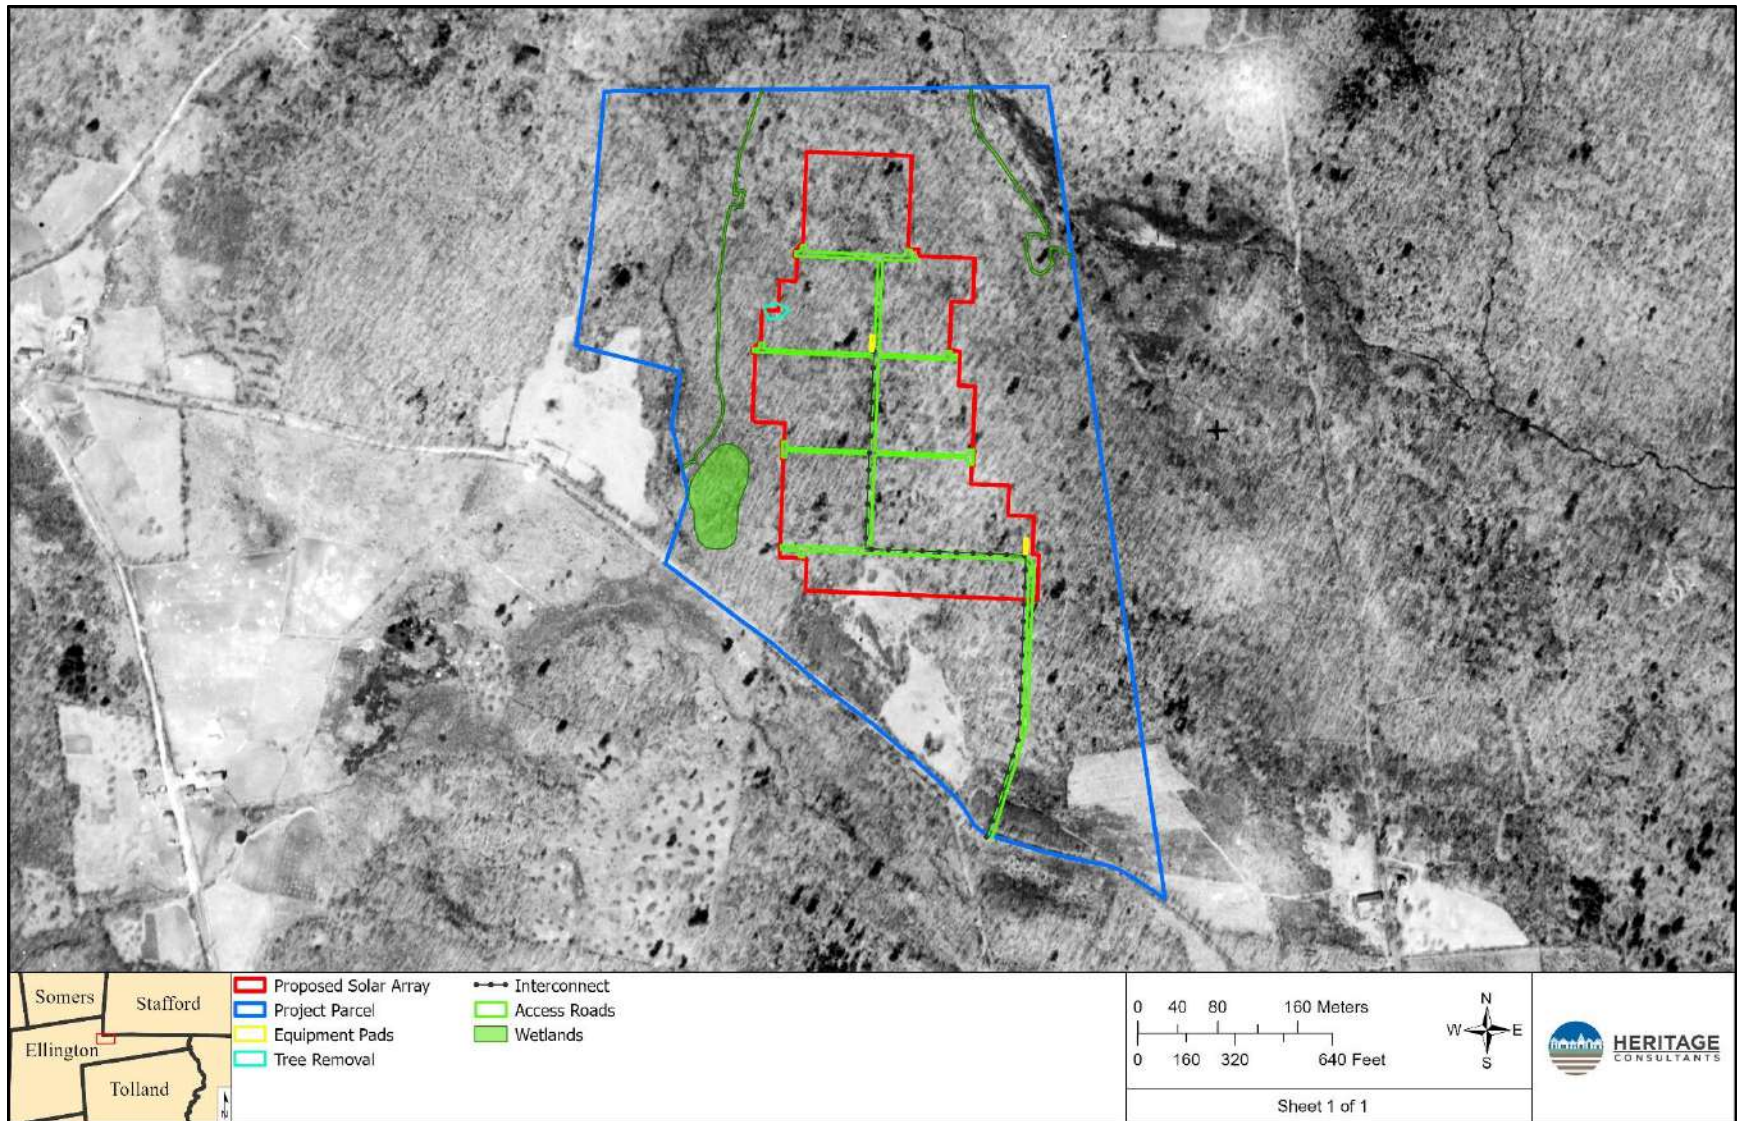 Somers
Stafford
Ellington
Tolland
N
Proposed Solar Array
Project Parcel
Equipment Pads
Tree Removal
Interconnect
Access Roads
Wetlands
0 40 80 160 Meters
0 160 320 640 Feet
N
W E
S
Sheet 1 of 1
HERITAGE
CONSULTANTS